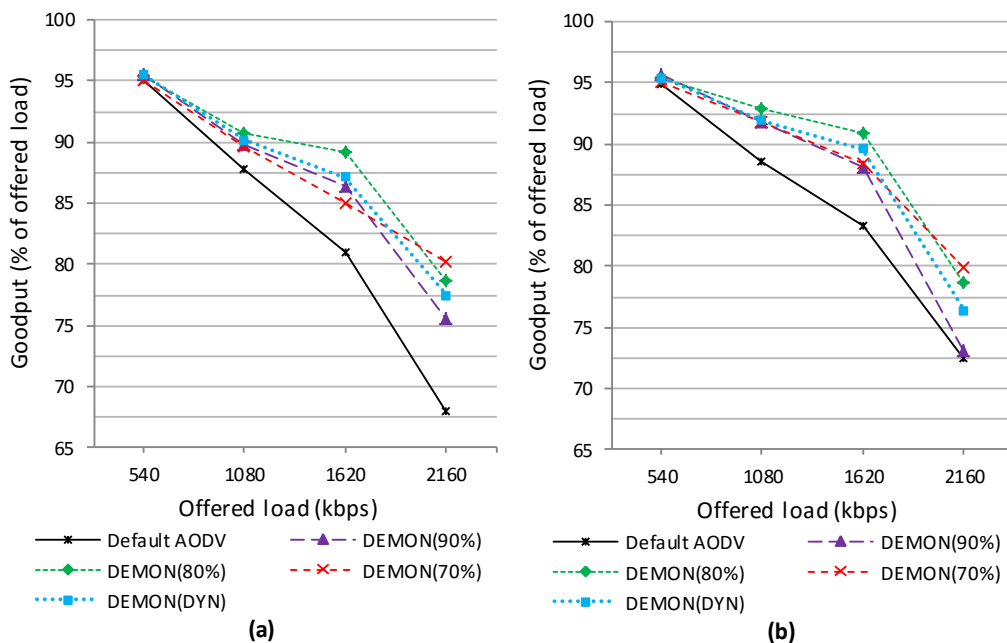 Goodput (% of offered load)
100
95
90
85
80
75
70
65
540 1080 1620 2160
Offered load (kbps)
Default AODV DEMON(90%)
DEMON(80%) DEMON(70%)
DEMON(DYN)
(a)
Goodput (% of offered load)
100
95
90
85
80
75
70
65
540 1080 1620 2160
Offered load (kbps)
Default AODV DEMON(90%)
DEMON(80%) DEMON(70%)
DEMON(DYN)
(b)